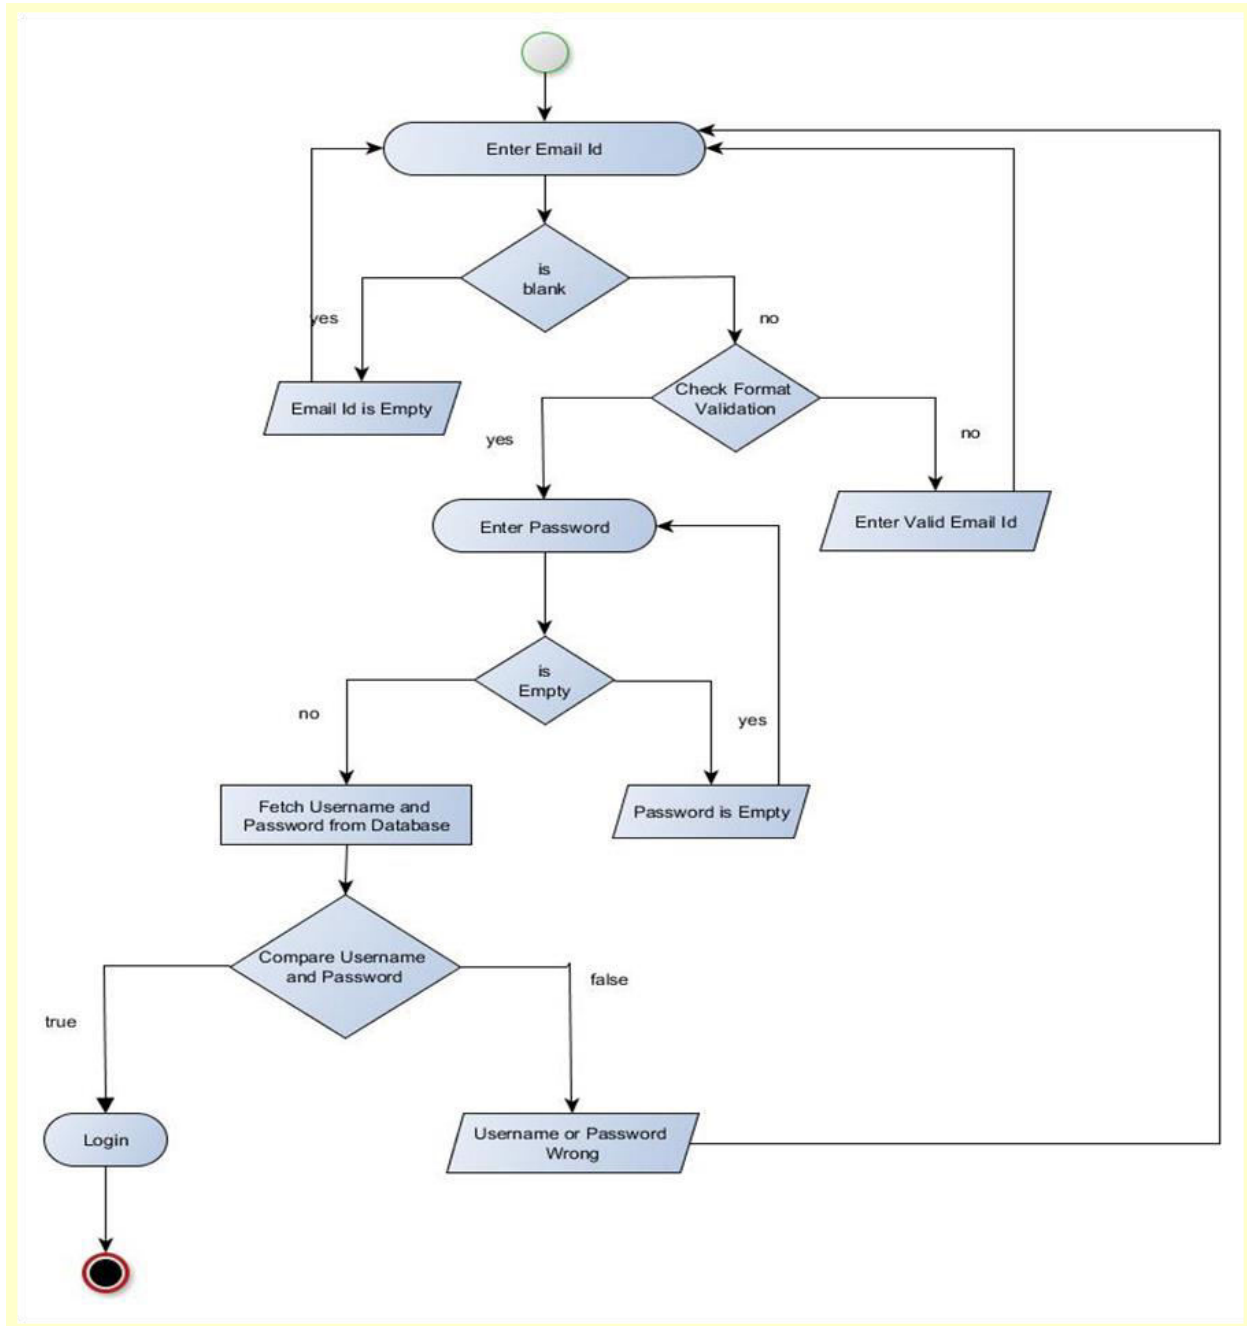 Enter Email Id
is
blank
yes
no
Email Id is Empty
Check Format
Validation
yes
no
Enter Password
Enter Valid Email Id
is
Empty
no
yes
Fetch Username and
Password from Database
Password is Empty
Compare Username
and Password
true
false
Login
Username or Password
Wrong